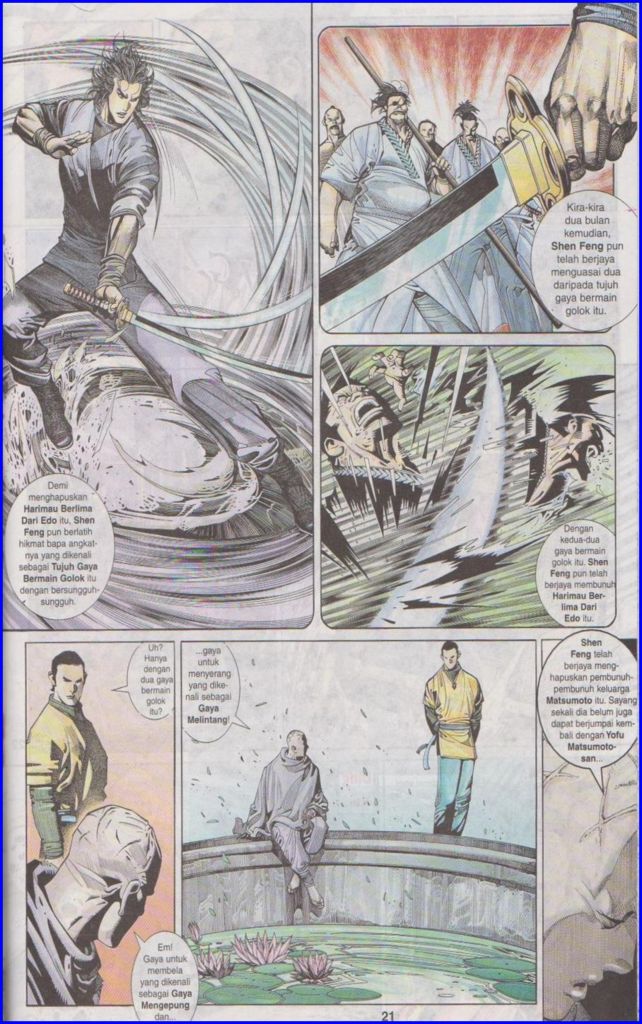 Demi
menghapuskan
Harimau Berlima
Dari Edo itu, Shen
Feng pun berlatih
hikmat bapa angkat-
nya yang dikenali
sebagai Tujuh Gaya
Bermain Golok itu
dengan bersungguh-
sungguh.
Kira-kira
dua bulan
kemudian,
Shen Feng pun
telah berjaya
menguasai dua
daripada tujuh
gaya bermain
golok itu.
Dengan
kedua-dua
gaya bermain
golok itu. Shen
Feng pun telah
berjaya membunuh
Harimau Ber-
lima Dari
Edo itu.
Uh?
Hanya
dengan
dua gaya
bermain
golok itu?
Em!
Gaya untuk
membela
yang dikenali
sebagai Gaya
Mengepung
dan...
...gaya
untuk
menyerang
yang dike-
nali sebagai
Gaya
Melintang!
Shen
Feng telah
berjaya meng-
hapuskan pembunuh-
pembunuh keluarga
Matsumoto itu. Sayang
sekali dia belum juga
dapat berjumpai kem-
bali dengan Yofu
Matsumoto-
san...
21